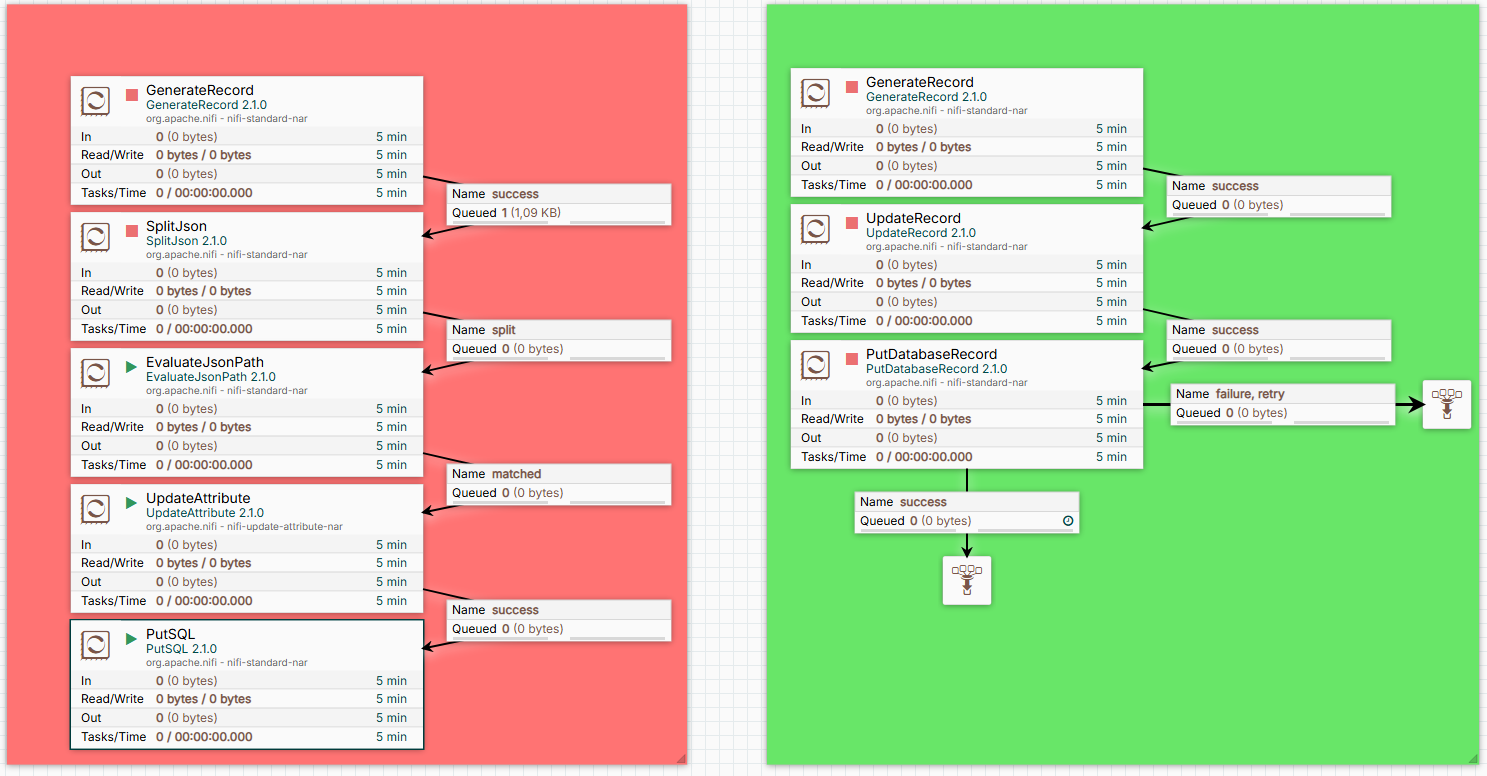 GenerateRecord
GenerateRecord 2.1.0
org.apache.nifi - nifi-standard-nar
In 0 (0 bytes) 5 min
Read/Write 0 bytes / 0 bytes 5 min
Out 0 (0 bytes) 5 min
Tasks/Time 0 / 00:00:00.000 5 min
Name success
Queued 1 (1,09 KB)
SplitJson
SplitJson 2.1.0
org.apache.nifi - nifi-standard-nar
In 0 (0 bytes) 5 min
Read/Write 0 bytes / 0 bytes 5 min
Out 0 (0 bytes) 5 min
Tasks/Time 0 / 00:00:00.000 5 min
Name split
Queued 0 (0 bytes)
EvaluateJsonPath
EvaluateJsonPath 2.1.0
org.apache.nifi - nifi-standard-nar
In 0 (0 bytes) 5 min
Read/Write 0 bytes / 0 bytes 5 min
Out 0 (0 bytes) 5 min
Tasks/Time 0 / 00:00:00.000 5 min
Name matched
Queued 0 (0 bytes)
UpdateAttribute
UpdateAttribute 2.1.0
org.apache.nifi - nifi-update-attribute-nar
In 0 (0 bytes) 5 min
Read/Write 0 bytes / 0 bytes 5 min
Out 0 (0 bytes) 5 min
Tasks/Time 0 / 00:00:00.000 5 min
Name success
Queued 0 (0 bytes)
PutSQL
PutSQL 2.1.0
org.apache.nifi - nifi-standard-nar
In 0 (0 bytes) 5 min
Read/Write 0 bytes / 0 bytes 5 min
Out 0 (0 bytes) 5 min
Tasks/Time 0 / 00:00:00.000 5 min
GenerateRecord
GenerateRecord 2.1.0
org.apache.nifi - nifi-standard-nar
In 0 (0 bytes) 5 min
Read/Write 0 bytes / 0 bytes 5 min
Out 0 (0 bytes) 5 min
Tasks/Time 0 / 00:00:00.000 5 min
Name success
Queued 0 (0 bytes)
UpdateRecord
UpdateRecord 2.1.0
org.apache.nifi - nifi-standard-nar
In 0 (0 bytes) 5 min
Read/Write 0 bytes / 0 bytes 5 min
Out 0 (0 bytes) 5 min
Tasks/Time 0 / 00:00:00.000 5 min
Name success
Queued 0 (0 bytes)
PutDatabaseRecord
PutDatabaseRecord 2.1.0
org.apache.nifi - nifi-standard-nar
In 0 (0 bytes) 5 min
Read/Write 0 bytes / 0 bytes 5 min
Out 0 (0 bytes) 5 min
Tasks/Time 0 / 00:00:00.000 5 min
Name failure, retry
Queued 0 (0 bytes)
Name success
Queued 0 (0 bytes)